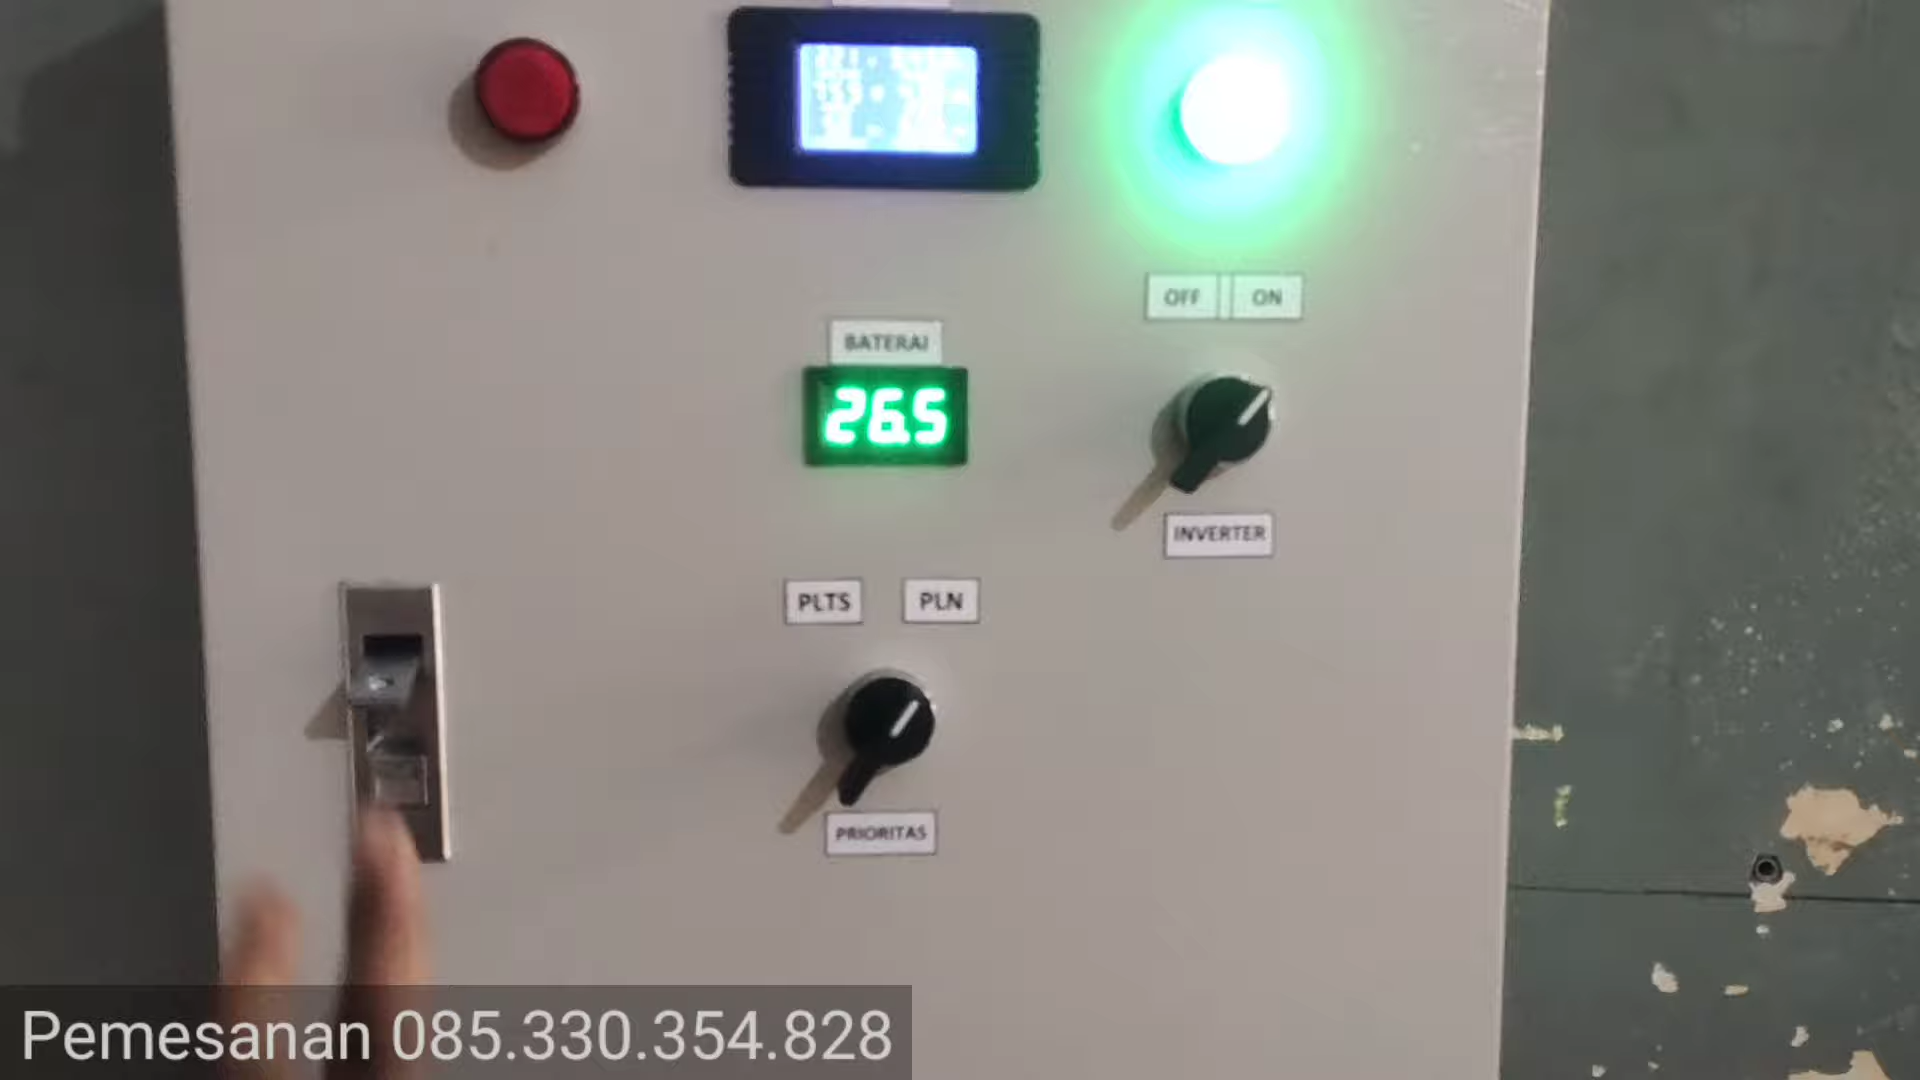 OFF ON
BATERAI
26.5
INVERTER
PLTS PLN
PRIORITAS
Pemesanan 085.330.354.828